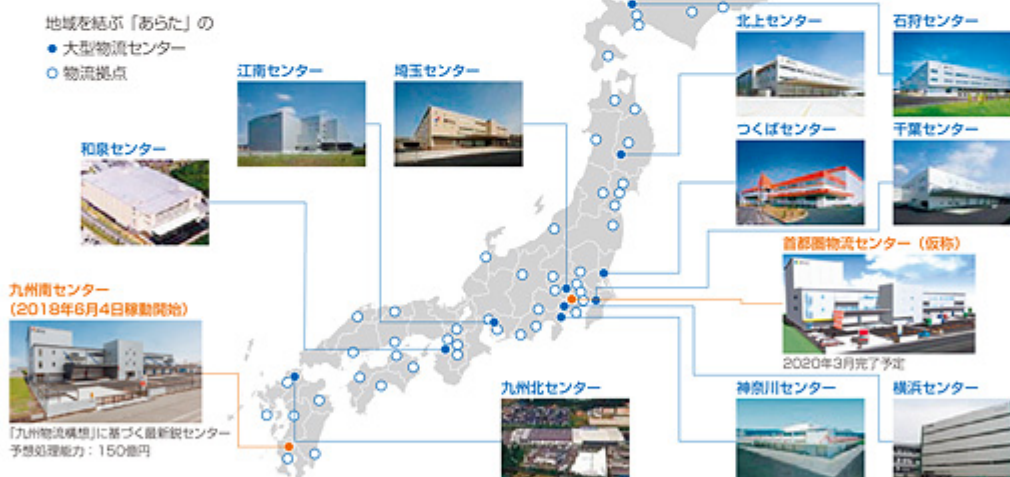 地域を結ぶ「あらた」の
● 大型物流センター
○ 物流拠点
江南センター
埼玉センター
北上センター
石狩センター
和泉センター
つくばセンター
千葉センター
首都圏物流センター（仮称）
2020年3月完了予定
九州南センター
（2018年6月4日稼動開始）
「九州物流構想」に基づく最新鋭センター
予想処理能力：150億円
九州北センター
神奈川センター
横浜センター